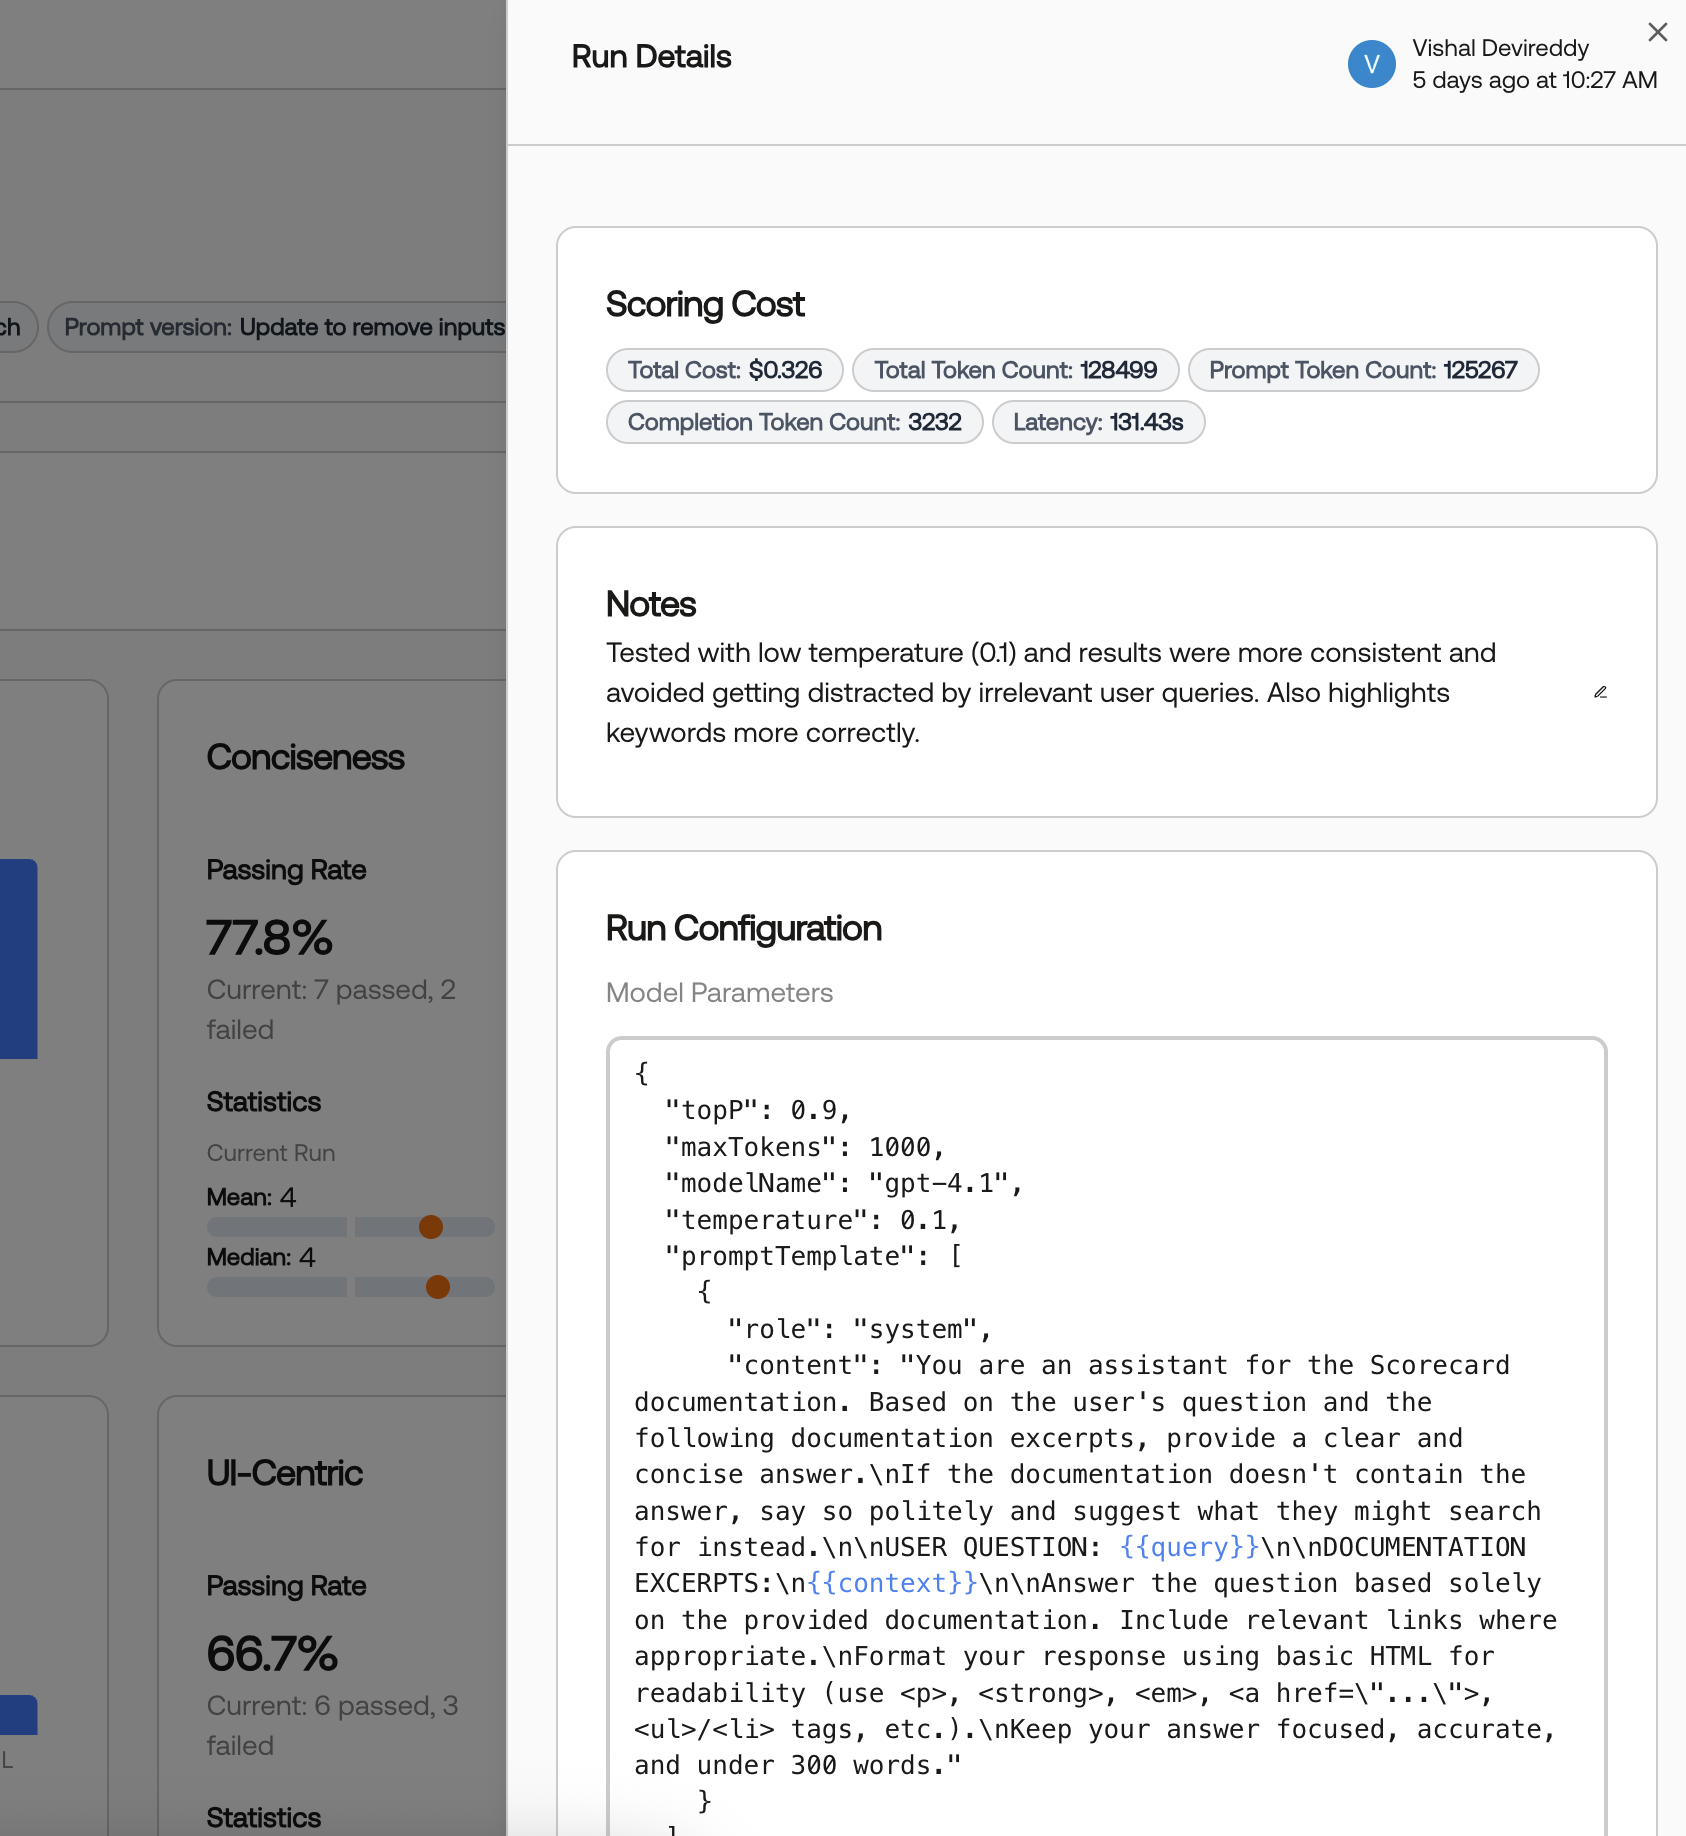 Run Details
V
Vishal Devireddy
5 days ago at 10:27 AM
ch
Prompt version: Update to remove inputs
Scoring Cost
Total Cost: $0.326
Total Token Count: 128499
Prompt Token Count: 125267
Completion Token Count: 3232
Latency: 131.43s
Notes
Tested with low temperature (0.1) and results were more consistent and
avoided getting distracted by irrelevant user queries. Also highlights
keywords more correctly.
Conciseness
Passing Rate
77.8%
Current: 7 passed, 2
failed
Statistics
Current Run
Mean: 4
Median: 4
UI-Centric
Passing Rate
66.7%
Current: 6 passed, 3
failed
L
Statistics
Run Configuration
Model Parameters
{
"topP": 0.9,
"maxTokens": 1000,
"modelName": "gpt-4.1",
"temperature": 0.1,
"promptTemplate": [
{
"role": "system",
"content": "You are an assistant for the Scorecard
documentation. Based on the user's question and the
following documentation excerpts, provide a clear and
concise answer.\nIf the documentation doesn't contain the
answer, say so politely and suggest what they might search
for instead.\n\nUSER QUESTION: {{query}}\n\nDOCUMENTATION
EXCERPTS:\n{{context}}\n\nAnswer the question based solely
on the provided documentation. Include relevant links where
appropriate.\nFormat your response using basic HTML for
readability (use <p>, <strong>, <em>, <a href=\"...\">,
<ul>/<li> tags, etc.).\nKeep your answer focused, accurate,
and under 300 words."
}
]